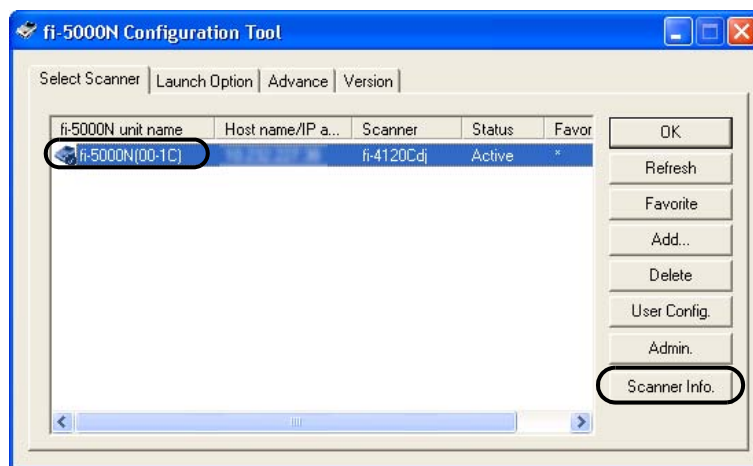 fi-5000N Configuration Tool
Select Scanner Launch Option Advance Version
fi-5000N unit name Host name/IP a... Scanner Status Favor
fi-5000N(00-1C) fi-4120Cdj Active *
OK
Refresh
Favorite
Add...
Delete
User Config.
Admin.
Scanner Info.